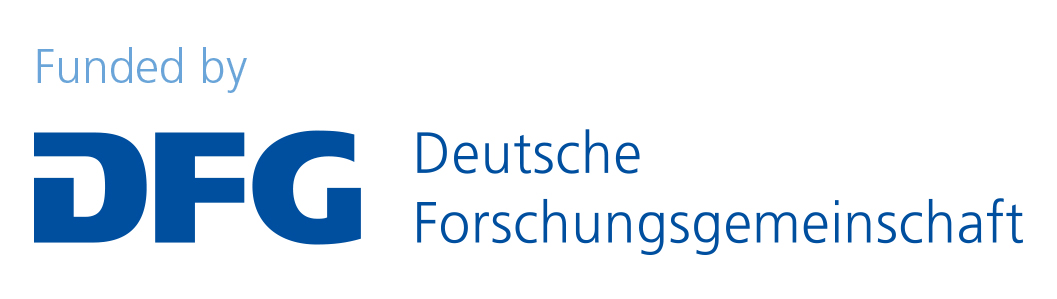 Funded by
DFG
Deutsche
Forschungsgemeinschaft